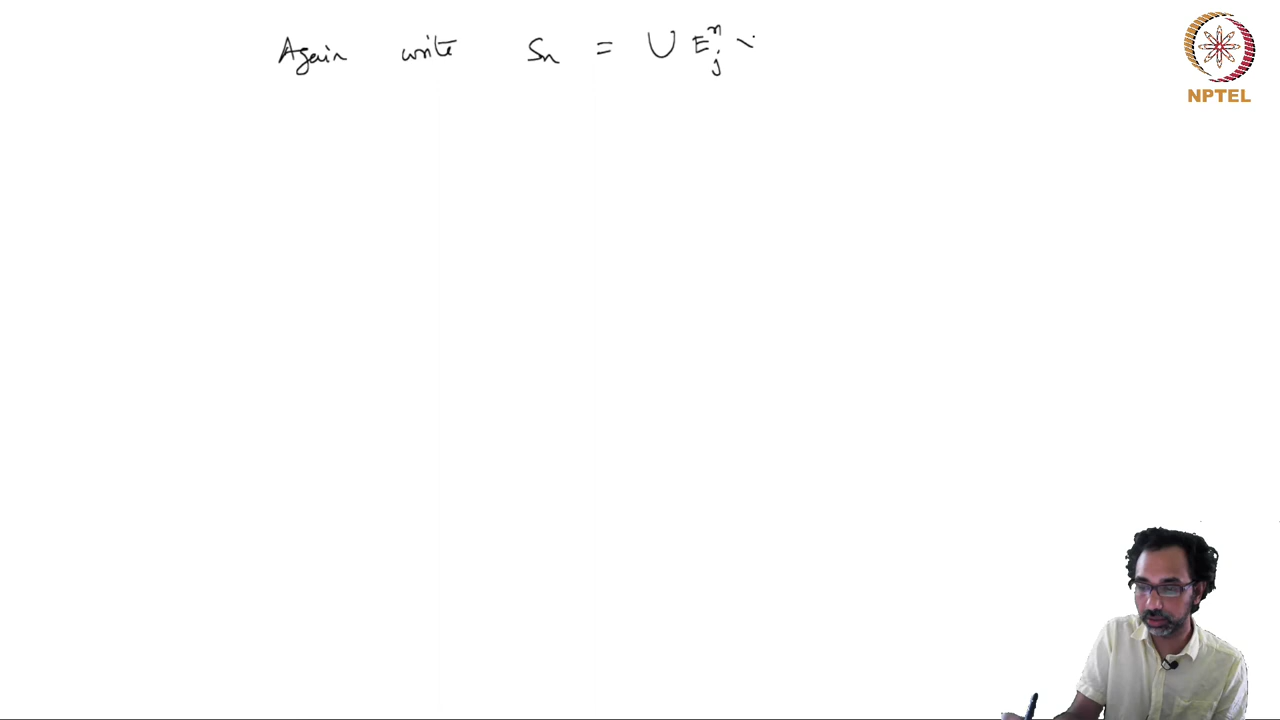 Again write Sn = ∪ E_j^n \
NPTEL